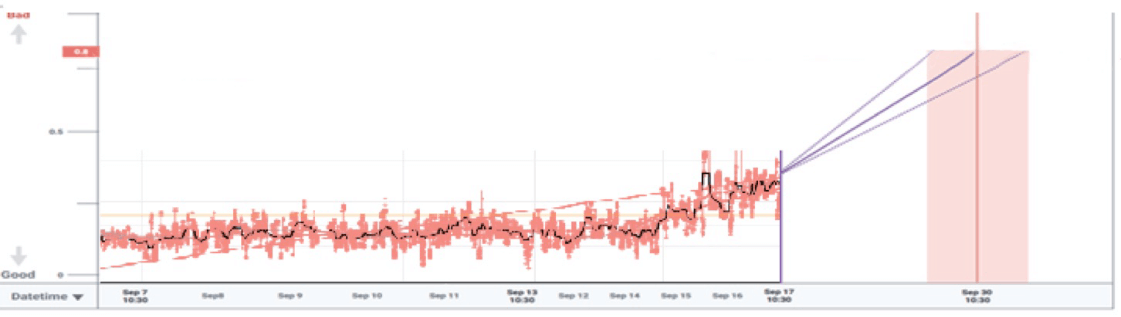 Bad
0.8
0.5
Good 0
Datetime ▼
Sep 7
10:30
Sep8
Sep 9
Sep 10
Sep 11
Sep 13
10:30
Sep 12
Sep 14
Sep 15
Sep 16
Sep 17
10:30
Sep 30
10:30